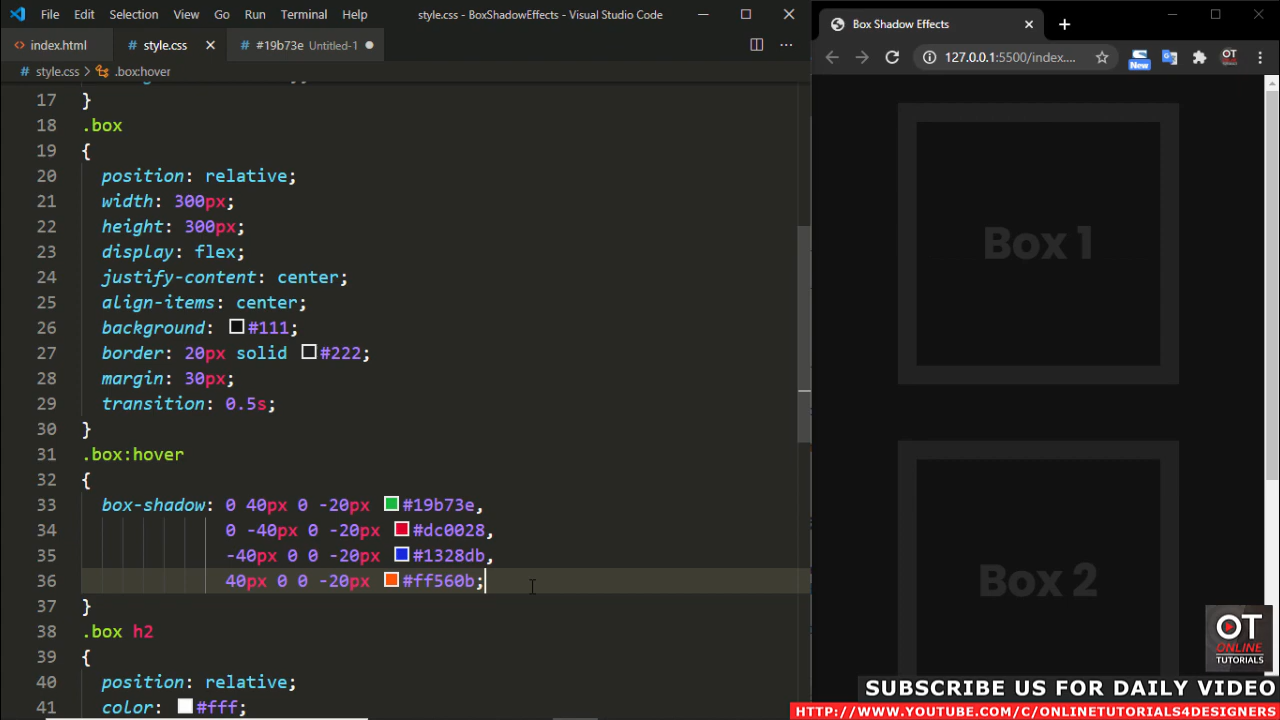 File Edit Selection View Go Run Terminal Help style.css - BoxShadowEffects - Visual Studio Code
index.html # style.css #19b73e Untitled-1
# style.css > .box:hover
17 }
18 .box
19 {
20 position: relative;
21 width: 300px;
22 height: 300px;
23 display: flex;
24 justify-content: center;
25 align-items: center;
26 background: #111;
27 border: 20px solid #222;
28 margin: 30px;
29 transition: 0.5s;
30 }
31 .box:hover
32 {
33 box-shadow: 0 40px 0 -20px #19b73e,
34 0 -40px 0 -20px #dc0028,
35 -40px 0 0 -20px #1328db,
36 40px 0 0 -20px #ff560b;
37 }
38 .box h2
39 {
40 position: relative;
41 color: #fff;
Box Shadow Effects
127.0.0.1:5500/index....
New
OT
Box 1
Box 2
OT
ONLINE
TUTORIALS
SUBSCRIBE US FOR DAILY VIDEO
HTTP://WWW.YOUTUBE.COM/C/ONLINETUTORIALS4DESIGNERS